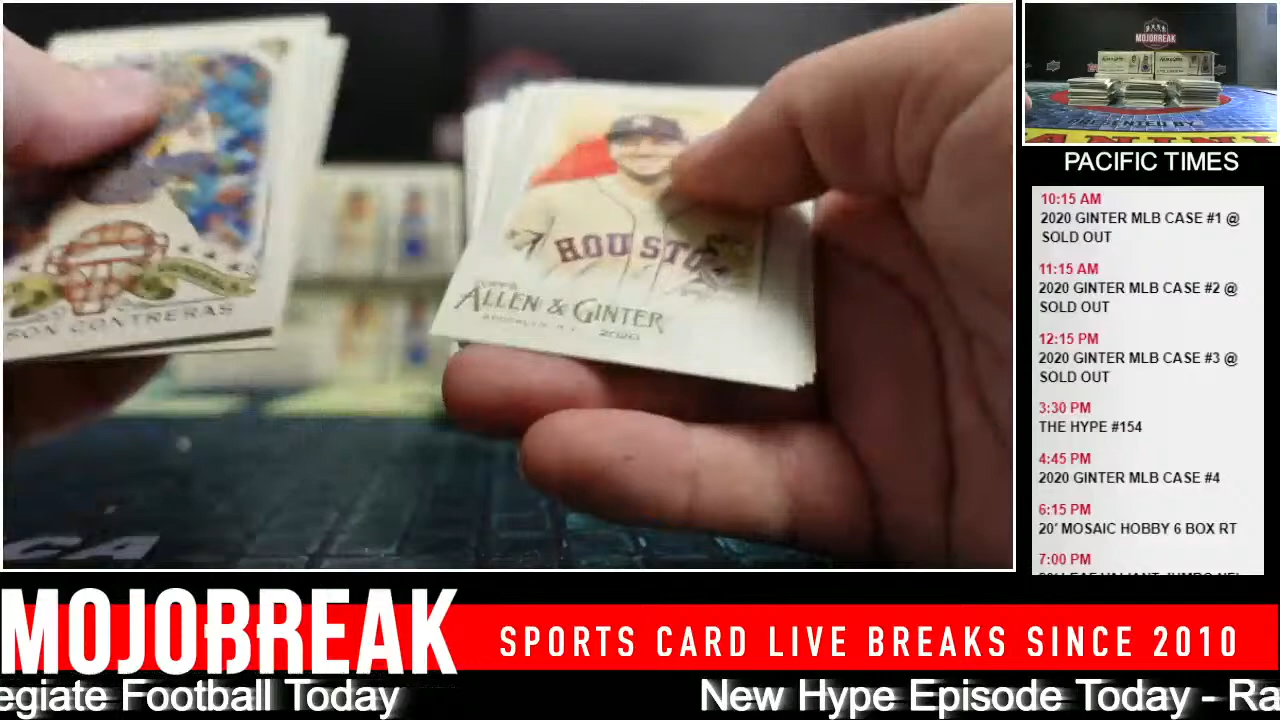 SON CONTRERAS
HOUSTO
TOPPS
ALLEN & GINTER
BROOKLYN, N.Y.
2020
CA
MOJOBREAK
PACIFIC TIMES
10:15 AM
2020 GINTER MLB CASE #1 @
SOLD OUT
11:15 AM
2020 GINTER MLB CASE #2 @
SOLD OUT
12:15 PM
2020 GINTER MLB CASE #3 @
SOLD OUT
3:30 PM
THE HYPE #154
4:45 PM
2020 GINTER MLB CASE #4
6:15 PM
20' MOSAIC HOBBY 6 BOX RT
7:00 PM
MOJOBREAK
SPORTS CARD LIVE BREAKS SINCE 2010
egiate Football Today
New Hype Episode Today - Ra